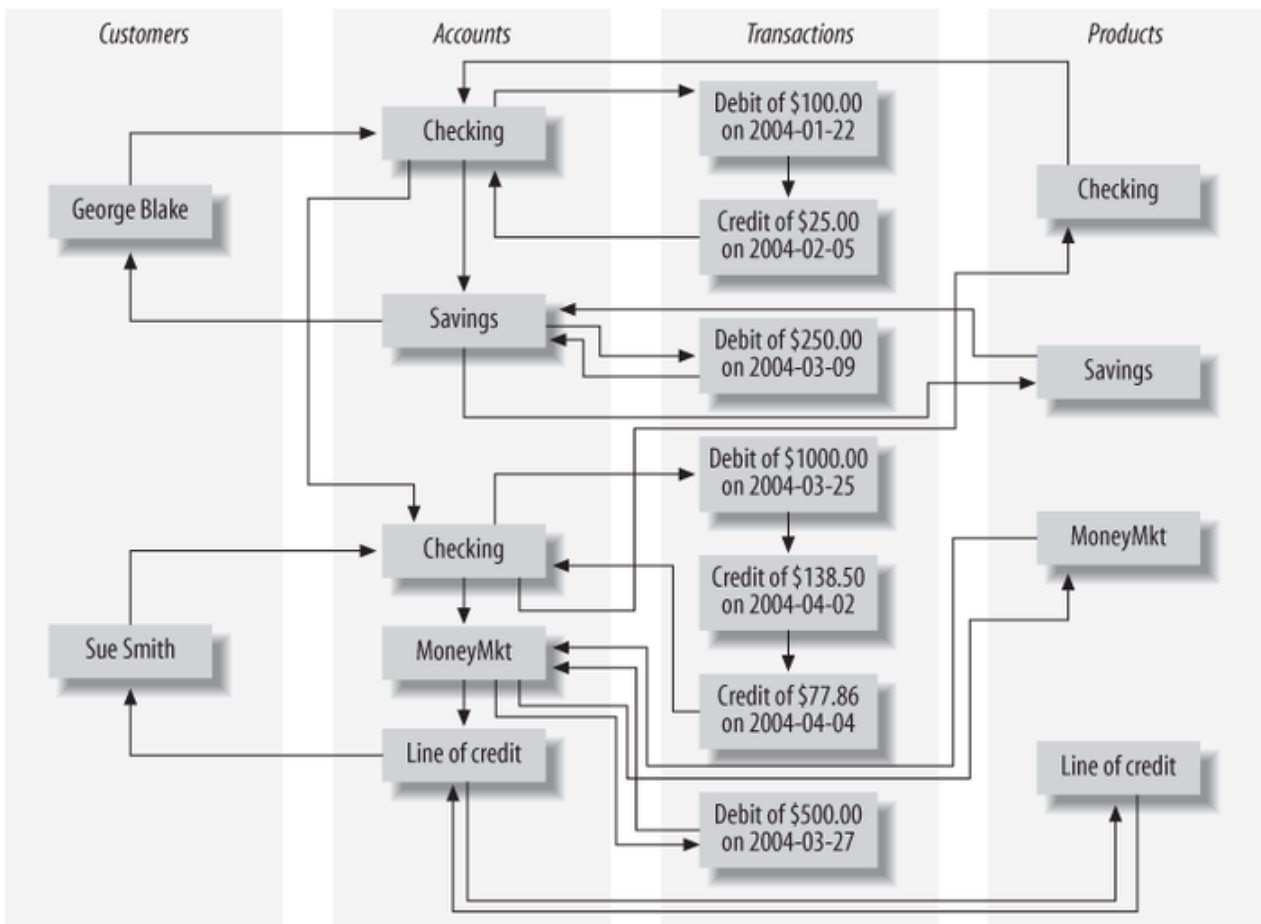 Customers
Accounts
Transactions
Products
George Blake
Sue Smith
Checking
Savings
Checking
MoneyMkt
Line of credit
Debit of $100.00
on 2004-01-22
Credit of $25.00
on 2004-02-05
Debit of $250.00
on 2004-03-09
Debit of $1000.00
on 2004-03-25
Credit of $138.50
on 2004-04-02
Credit of $77.86
on 2004-04-04
Debit of $500.00
on 2004-03-27
Checking
Savings
MoneyMkt
Line of credit